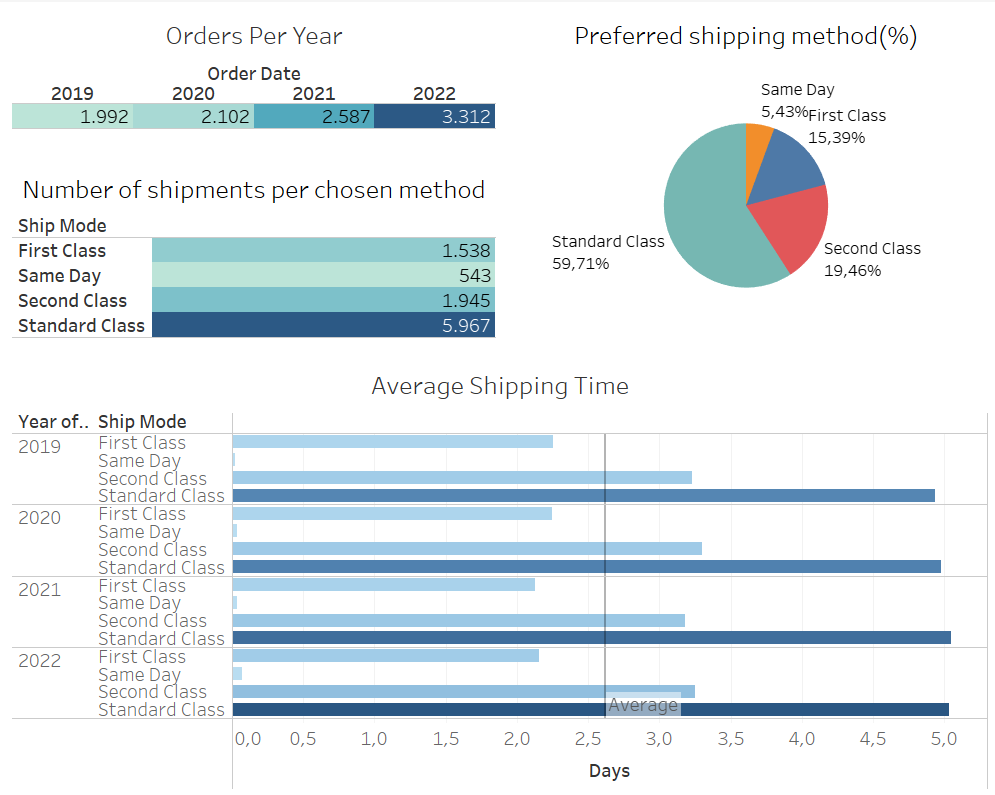 Orders Per Year
Order Date
2019 2020 2021 2022
1.992 2.102 2.587 3.312
Number of shipments per chosen method
Ship Mode
First Class 1.538
Same Day 543
Second Class 1.945
Standard Class 5.967
Preferred shipping method(%)
Same Day
5,43%
First Class
15,39%
Second Class
19,46%
Standard Class
59,71%
Average Shipping Time
Year of.. Ship Mode
2019 First Class
Same Day
Second Class
Standard Class
2020 First Class
Same Day
Second Class
Standard Class
2021 First Class
Same Day
Second Class
Standard Class
2022 First Class
Same Day
Second Class
Standard Class
Average
0,0 0,5 1,0 1,5 2,0 2,5 3,0 3,5 4,0 4,5 5,0
Days